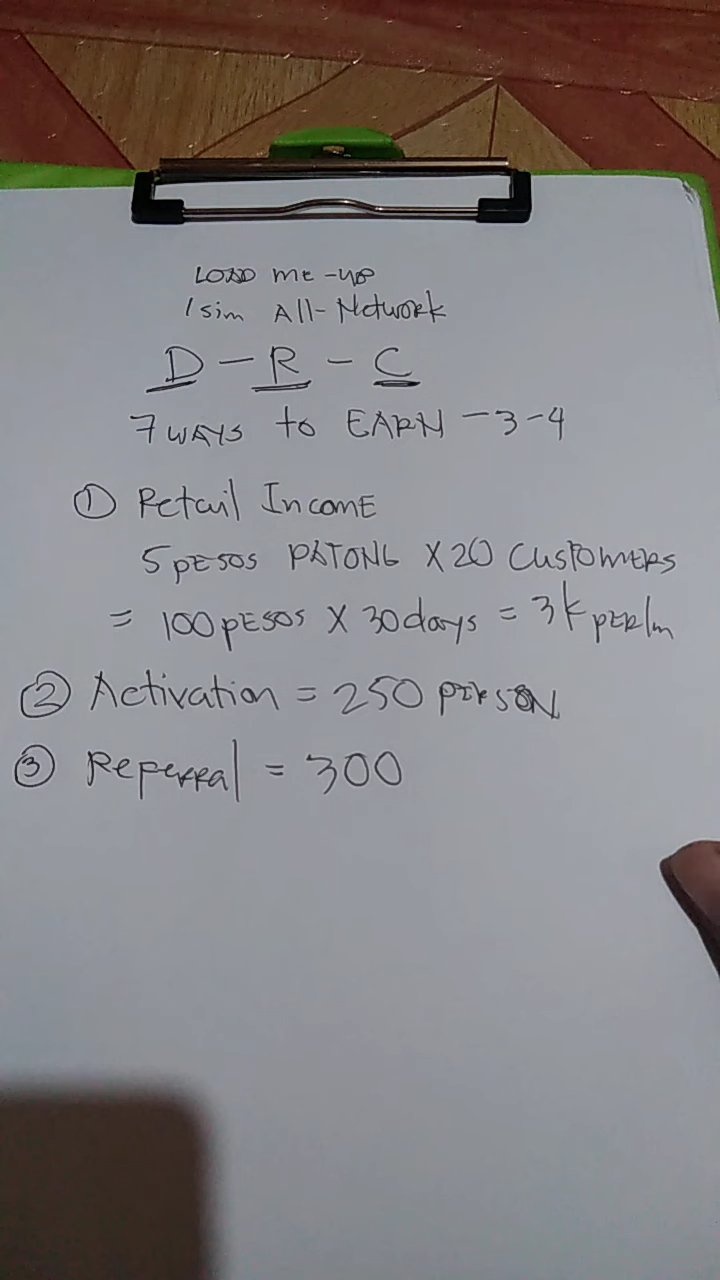 LOAD me-up
1 sim All-Network
D - R - C
7 WAYS to EARN - 3 - 4
① Retail Income
5 PESOS PATONG X 20 Customers
= 100 PESOS X 30 days = 3k PER/m
② Activation = 250 PERSON
③ Referral = 300